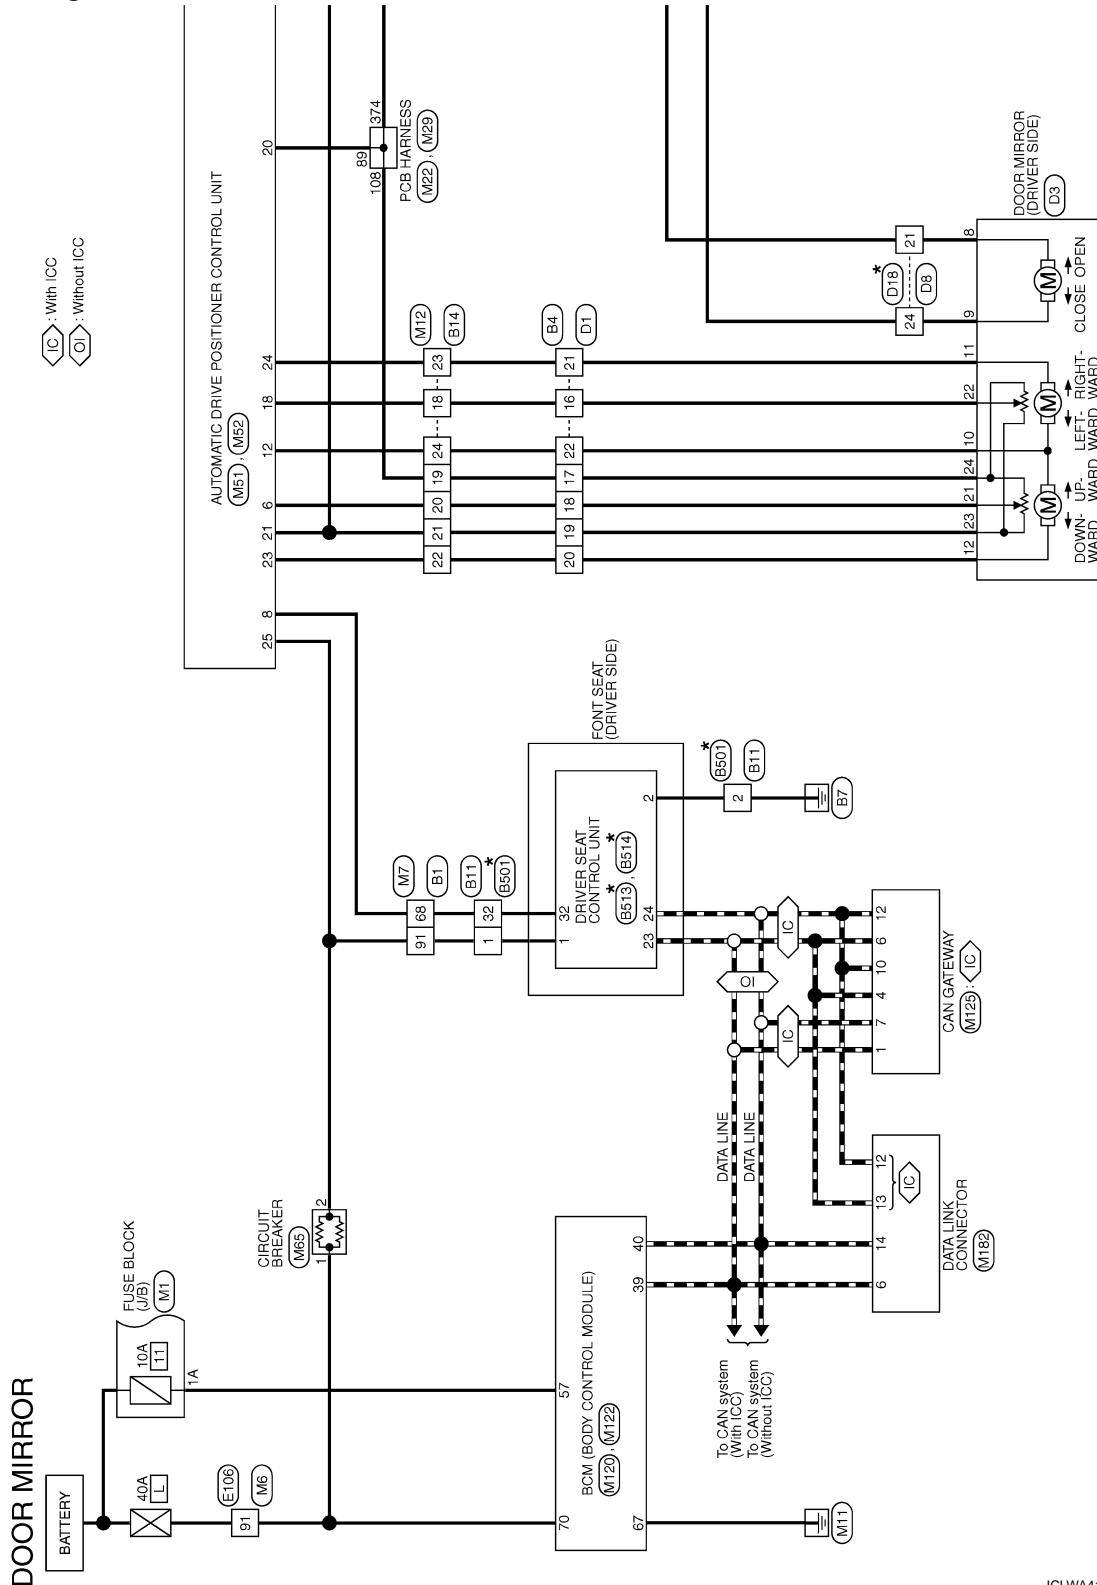 DOOR MIRROR
BATTERY
40A
L
E106
91
M6
FUSE BLOCK
(J/B)
M1
10A
11
1A
CIRCUIT
BREAKER
M65
1
2
BCM (BODY CONTROL MODULE)
M120 , M122
57
70
67
39
40
M11
To CAN system
(With ICC)
To CAN system
(Without ICC)
DATA LINE
DATA LINE
DATA LINK
CONNECTOR
M182
6
14
13
12
IC
CAN GATEWAY
M125 : IC
1
7
4
10
6
12
IC
IC
OI
FONT SEAT
(DRIVER SIDE)
DRIVER SEAT
CONTROL UNIT
* *
B513 , B514
1
32
23
24
2
M7
B1
91
68
B11
*
B501
1
32
*
B501
B11
2
B7
IC : With ICC
OI : Without ICC
AUTOMATIC DRIVE POSITIONER CONTROL UNIT
M51 , M52
25
8
23
21
6
12
18
24
20
M12
B14
22
21
20
19
24
18
23
B4
D1
20
19
18
17
22
16
21
PCB HARNESS
M22 , M29
108
89
374
*
D18
D8
24
21
DOOR MIRROR
(DRIVER SIDE)
D3
12
23
21
24
10
22
11
9
8
M
M
M
DOWN-
WARD
UP-
WARD
LEFT-
WARD
RIGHT-
WARD
CLOSE
OPEN